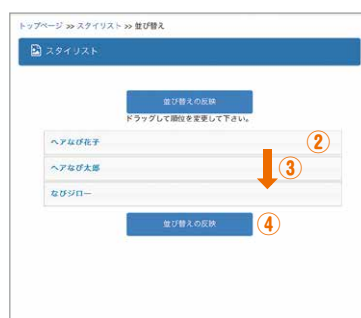 トップページ >> スタイリスト >> 並び替え
スタイリスト
並び替えの反映
ドラッグして順位を変更して下さい。
ヘアなび花子 ②
ヘアなび太郎 ③
なびジロー
並び替えの反映 ④